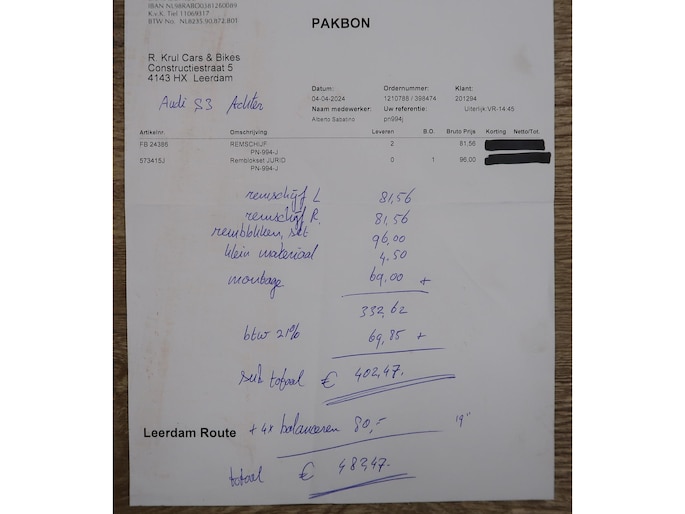 IBAN NL98RABO0381260089
K.v.K. Tiel 11069317
BTW No. NL8235.90.872.B01
PAKBON
R. Krul Cars & Bikes
Constructiestraat 5
4143 HX Leerdam
Audi S3 Achter
Datum: Ordernummer: Klant:
04-04-2024 1210788 / 398474 201294
Naam medewerker: Uw referentie: Uiterlijk:VR-14:45
Alberto Sabatino pn994j
Artikelnr. Omschrijving Leveren B.O. Bruto Prijs Korting Netto/Tot.
FB 24388 REMSCHIJF 2 81,56
PN-994-J
573415J Remblokset JURID 0 1 96,00
PN-994-J
remschijf L 81,56
remschijf R. 81,56
remblokken, set 96,00
klein materiaal 4.50
montage 69,00 +
332,62
btw 21% 69,85 +
sub totaal € 402,47.
Leerdam Route + 4x balanceren 80,- 19"
totaal € 482,47.